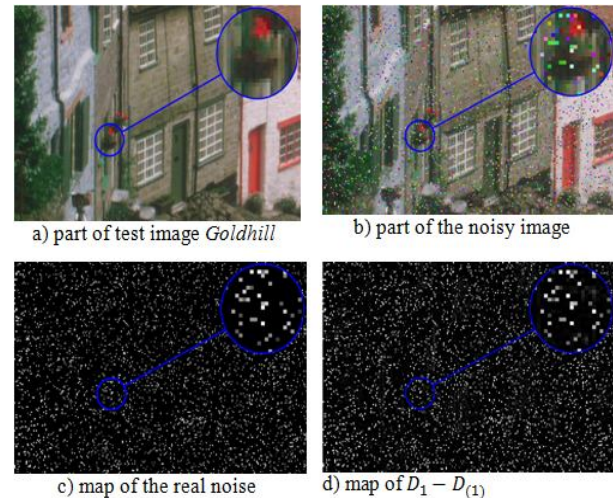 a) part of test image Goldhill
b) part of the noisy image
c) map of the real noise
d) map of D₁ − D₍₁₎